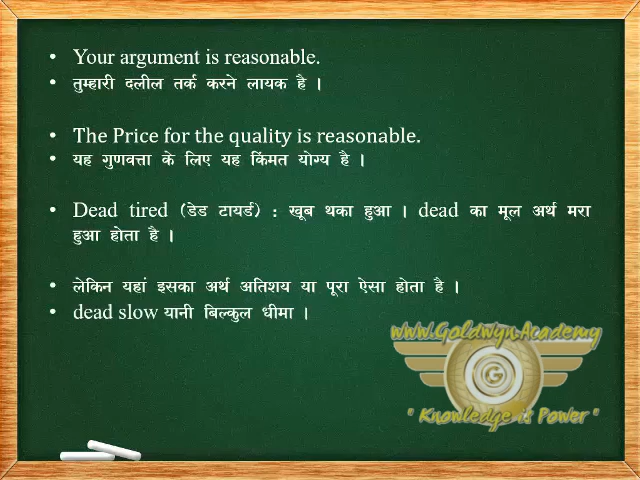 • Your argument is reasonable.
• तुम्हारी दलील तर्क करने लायक है ।
• The Price for the quality is reasonable.
• यह गुणवत्ता के लिए यह किंमत योग्य है ।
• Dead tired (डेड टायर्ड) : खूब थका हुआ । dead का मूल अर्थ मरा
हुआ होता है ।
• लेकिन यहां इसका अर्थ अतिशय या पूरा ऐसा होता है ।
• dead slow यानी बिल्कुल धीमा ।
www.Goldwyn.Academy
G
" Knowledge is Power "